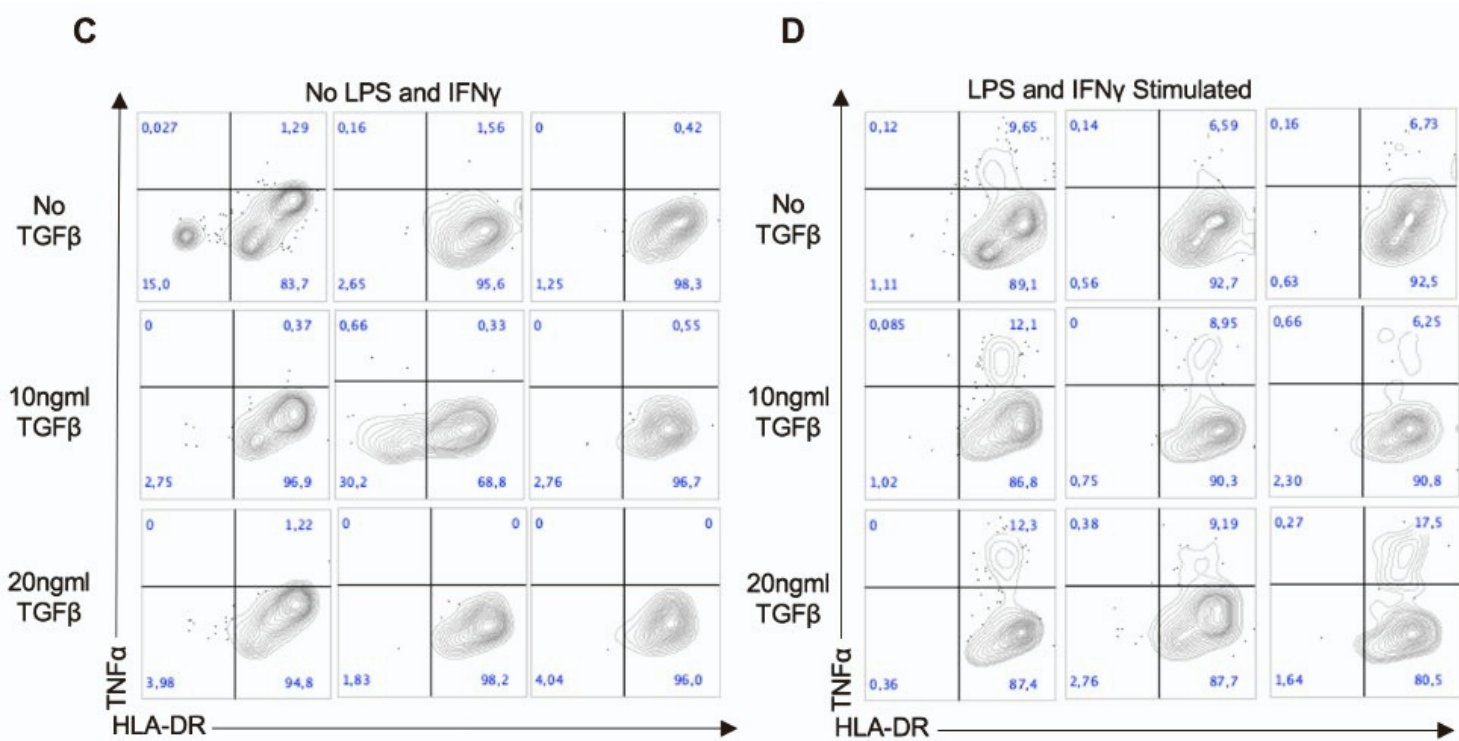 C
No LPS and IFNγ
No
TGFβ
0,027 1,29 0,16 1,56 0 0,42
15,0 83,7 2,65 95,6 1,25 98,3
10ngml
TGFβ
0 0,37 0,66 0,33 0 0,55
2,75 96,9 30,2 68,8 2,76 96,7
20ngml
TGFβ
0 1,22 0 0 0 0
3,98 94,8 1,83 98,2 4,04 96,0
TNFα
HLA-DR
D
LPS and IFNγ Stimulated
No
TGFβ
0,12 9,65 0,14 6,59 0,16 6,73
1,11 89,1 0,56 92,7 0,63 92,5
10ngml
TGFβ
0,085 12,1 0 8,95 0,66 6,25
1,02 86,8 0,75 90,3 2,30 90,8
20ngml
TGFβ
0 12,3 0,38 9,19 0,27 17,5
0,36 87,4 2,76 87,7 1,64 80,5
TNFα
HLA-DR